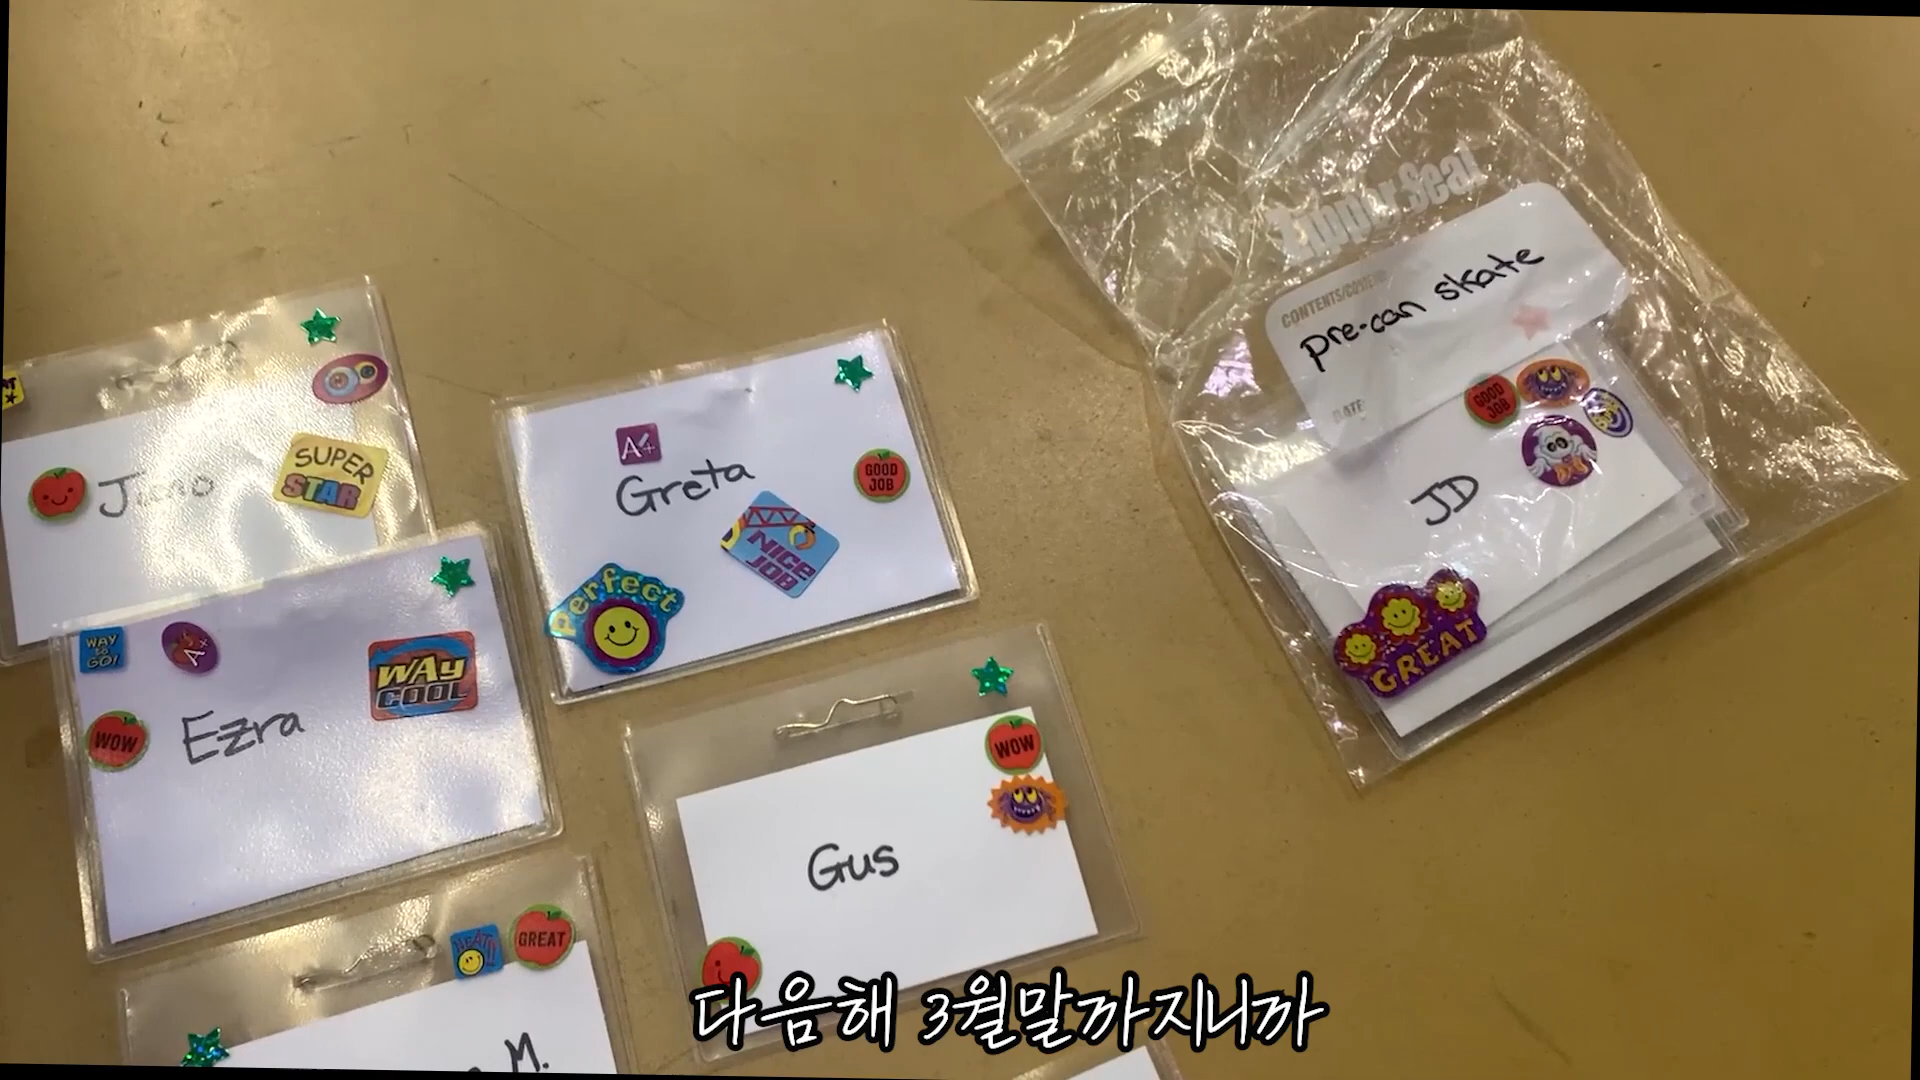 Zipper Seal
CONTENTS/CONTENU
pre-can skate
DATE
GOOD
JOB
JD
GREAT
SUPER
STAR
A+
Greta
GOOD
JOB
NICE
JOB
Perfect
WAY
to
GO!
A+
WAY
COOL
WOW
Ezra
WOW
Gus
NEAT!
GREAT
M.
다음해 3월말까지니까